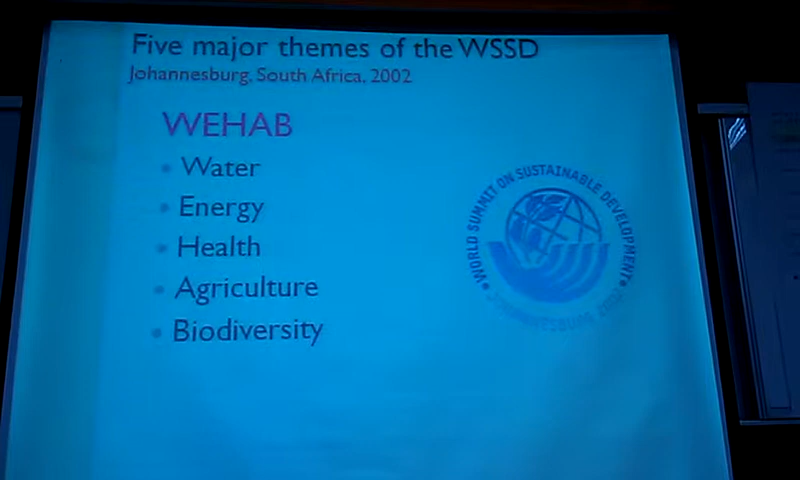 Five major themes of the WSSD
Johannesburg, South Africa, 2002
WEHAB
• Water
• Energy
• Health
• Agriculture
• Biodiversity
• WORLD SUMMIT ON SUSTAINABLE DEVELOPMENT •
JOHANNESBURG 2002